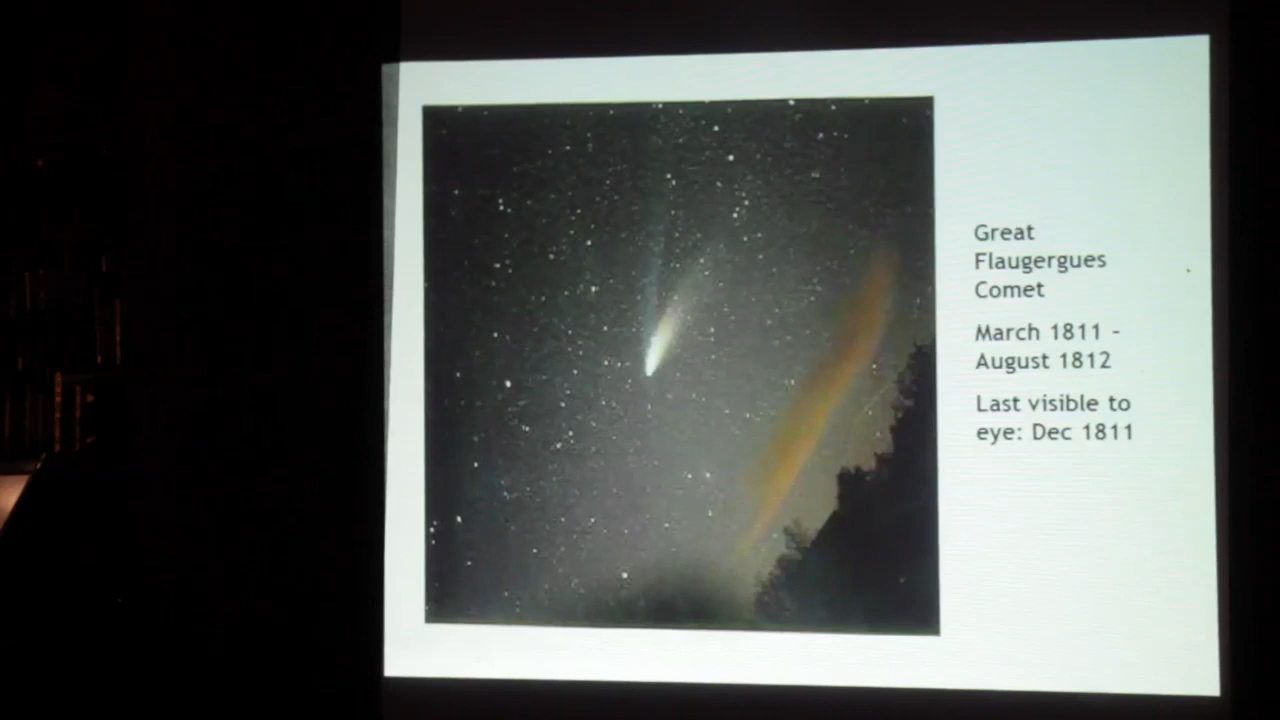 Great
Flaugergues
Comet
March 1811 -
August 1812
Last visible to
eye: Dec 1811